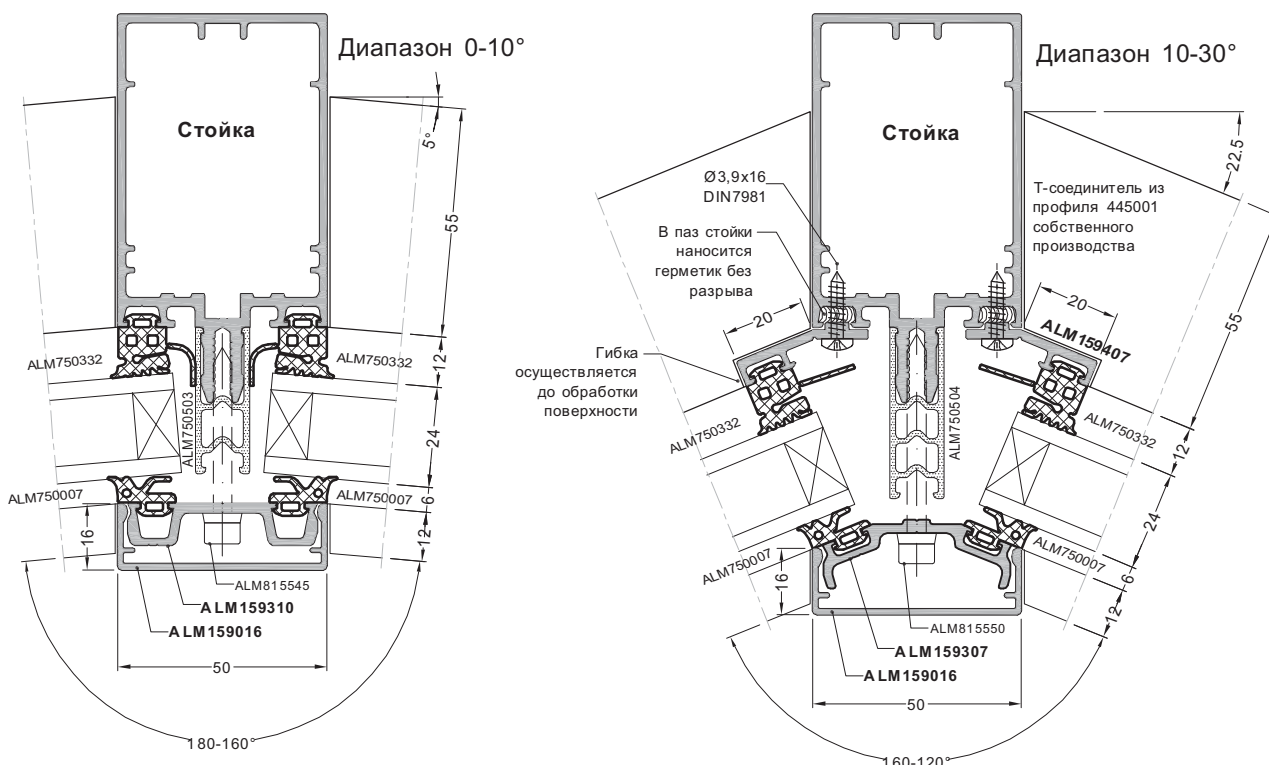 Диапазон 0-10°
Стойка
5°
55
ALM750332
ALM750332
12
ALM750503
24
ALM750007
ALM750007
6
16
12
ALM815545
ALM159310
ALM159016
50
180-160°
Диапазон 10-30°
Стойка
22.5
Ø3,9x16
DIN7981
Т-соединитель из
профиля 445001
собственного
производства
В паз стойки
наносится
герметик без
разрыва
20
20
55
ALM159407
Гибка
осуществляется
до обработки
поверхности
ALM750332
ALM750504
ALM750332
12
24
ALM750007
ALM750007
6
16
12
ALM815550
ALM159307
ALM159016
50
160-120°